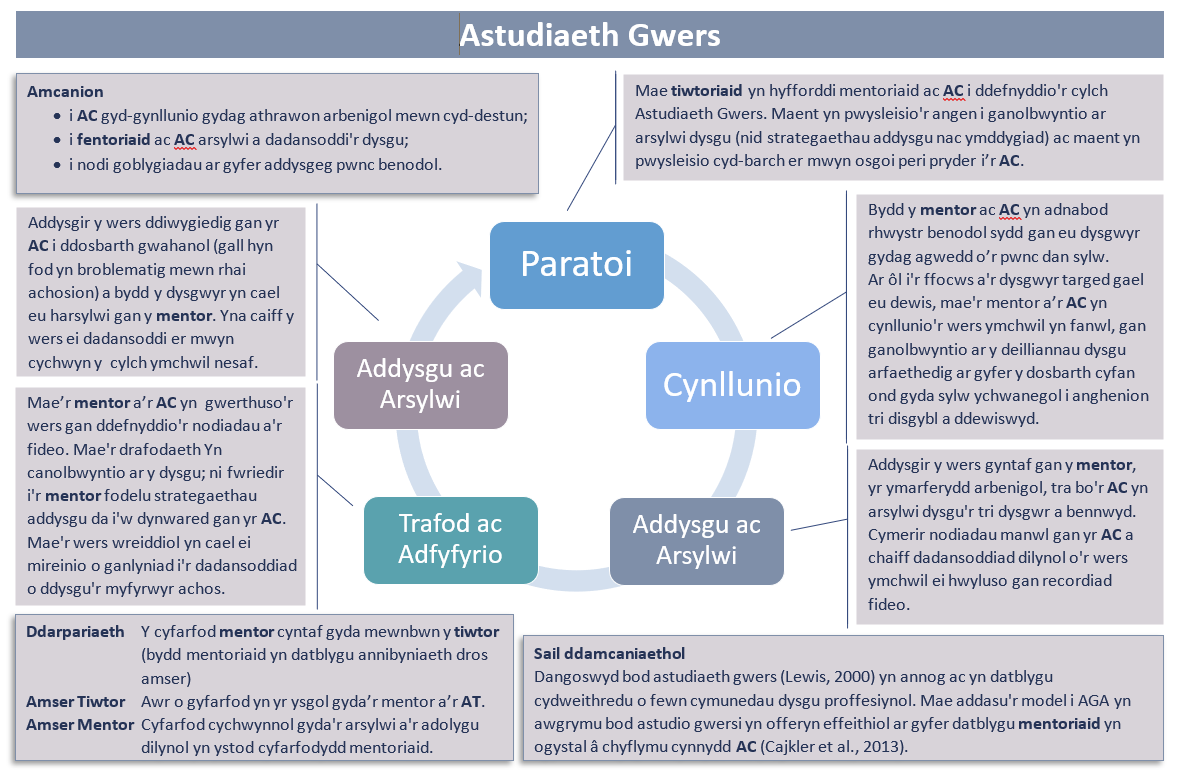 Astudiaeth Gwers
Amcanion
• i AC gyd-gynllunio gydag athrawon arbenigol mewn cyd-destun;
• i fentoriaid ac AC arsylwi a dadansoddi'r dysgu;
• i nodi goblygiadau ar gyfer addysgeg pwnc benodol.
Mae tiwtoriaid yn hyfforddi mentoriaid ac AC i ddefnyddio'r cylch
Astudiaeth Gwers. Maent yn pwysleisio'r angen i ganolbwyntio ar
arsylwi dysgu (nid strategaethau addysgu nac ymddygiad) ac maent yn
pwysleisio cyd-barch er mwyn osgoi peri pryder i'r AC.
Paratoi
Bydd y mentor ac AC yn adnabod
rhwystr benodol sydd gan eu dysgwyr
gydag agwedd o'r pwnc dan sylw.
Ar ôl i'r ffocws a'r dysgwyr targed gael
eu dewis, mae'r mentor a'r AC yn
cynllunio'r wers ymchwil yn fanwl, gan
ganolbwyntio ar y deilliannau dysgu
arfaethedig ar gyfer y dosbarth cyfan
ond gyda sylw ychwanegol i anghenion
tri disgybl a ddewiswyd.
Cynllunio
Addysgir y wers gyntaf gan y mentor,
yr ymarferydd arbenigol, tra bo'r AC yn
arsylwi dysgu'r tri dysgwr a bennwyd.
Cymerir nodiadau manwl gan yr AC a
chaiff dadansoddiad dilynol o'r wers
ymchwil ei hwyluso gan recordiad
fideo.
Addysgu ac
Arsylwi
Trafod ac
Adfyfyrio
Mae'r mentor a'r AC yn gwerthuso'r
wers gan ddefnyddio'r nodiadau a'r
fideo. Mae'r drafodaeth Yn
canolbwyntio ar y dysgu; ni fwriedir
i'r mentor fodelu strategaethau
addysgu da i'w dynwared gan yr AC.
Mae'r wers wreiddiol yn cael ei
mireinio o ganlyniad i'r dadansoddiad
o ddysgu'r myfyrwyr achos.
Addysgu ac
Arsylwi
Addysgir y wers ddiwygiedig gan yr
AC i ddosbarth gwahanol (gall hyn
fod yn broblematig mewn rhai
achosion) a bydd y dysgwyr yn cael
eu harsylwi gan y mentor. Yna caiff y
wers ei dadansoddi er mwyn
cychwyn y cylch ymchwil nesaf.
Ddarpariaeth Y cyfarfod mentor cyntaf gyda mewnbwn y tiwtor
(bydd mentoriaid yn datblygu annibyniaeth dros
amser)
Amser Tiwtor Awr o gyfarfod yn yr ysgol gyda'r mentor a'r AT.
Amser Mentor Cyfarfod cychwynnol gyda'r arsylwi a'r adolygu
dilynol yn ystod cyfarfodydd mentoriaid.
Sail ddamcaniaethol
Dangoswyd bod astudiaeth gwers (Lewis, 2000) yn annog ac yn datblygu
cydweithredu o fewn cymunedau dysgu proffesiynol. Mae addasu'r model i AGA yn
awgrymu bod astudio gwersi yn offeryn effeithiol ar gyfer datblygu mentoriaid yn
ogystal â chyflymu cynnydd AC (Cajkler et al., 2013).